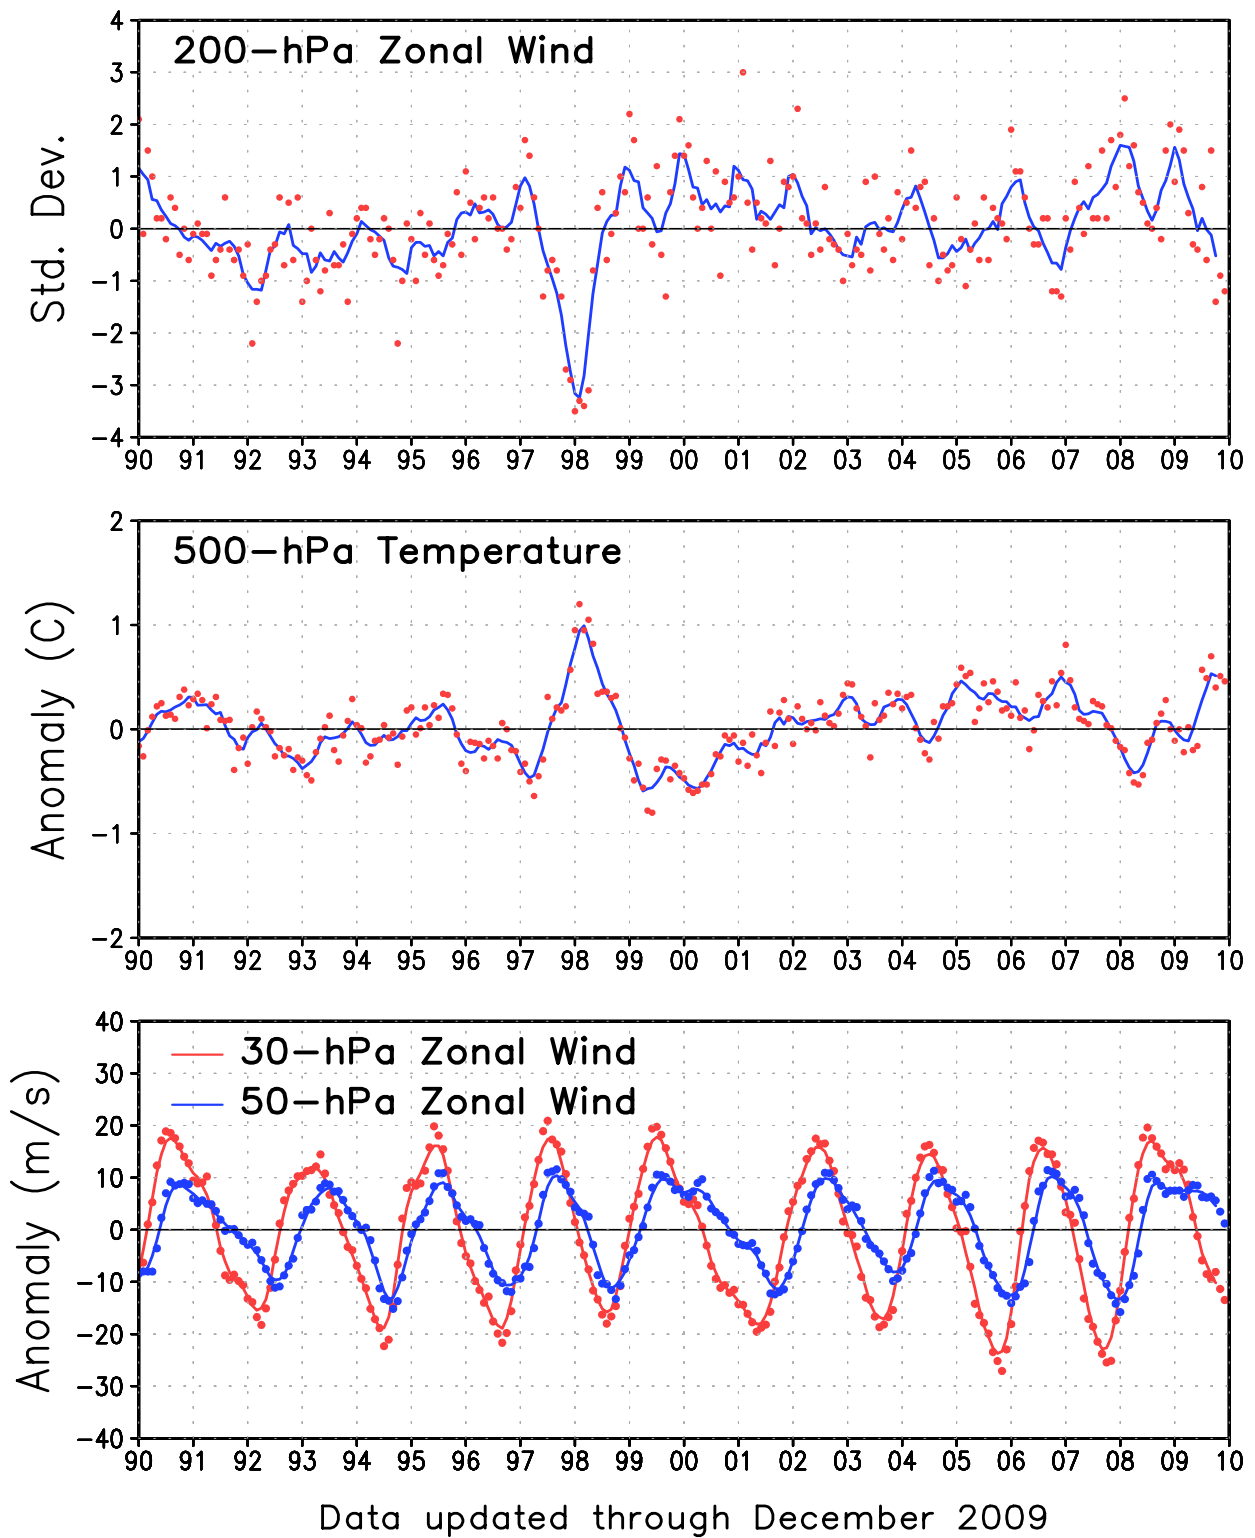 200-hPa Zonal Wind
Std. Dev.
4
3
2
1
0
-1
-2
-3
-4
90 91 92 93 94 95 96 97 98 99 00 01 02 03 04 05 06 07 08 09 10
500-hPa Temperature
Anomaly (C)
2
1
0
-1
-2
90 91 92 93 94 95 96 97 98 99 00 01 02 03 04 05 06 07 08 09 10
30-hPa Zonal Wind
50-hPa Zonal Wind
Anomaly (m/s)
40
30
20
10
0
-10
-20
-30
-40
90 91 92 93 94 95 96 97 98 99 00 01 02 03 04 05 06 07 08 09 10
Data updated through December 2009